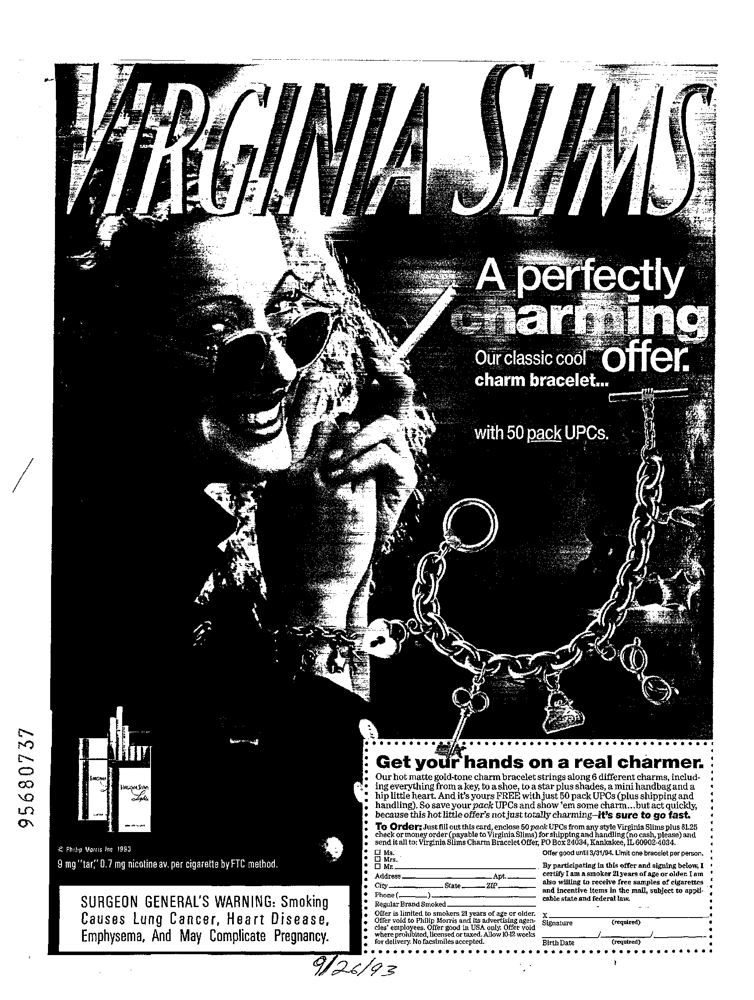 VIRGINIA SLIMS
A perfectly
charming
Our classic cool offer.
charm bracelet...
with 50 pack UPCs.
95680737
© Philip Morris Inc. 1993
9 mg "tar," 0.7 mg nicotine av. per cigarette by FTC method.
SURGEON GENERAL'S WARNING: Smoking
Causes Lung Cancer, Heart Disease,
Emphysema, And May Complicate Pregnancy.
Get your hands on a real charmer.
Our hot matte gold-tone charm bracelet strings along 6 different charms, includ-
ing everything from a key, to a shoe, to a star plus shades, a mini handbag and a
hip little heart. And it's yours FREE with just 50 pack UPCs (plus shipping and
handling). So save your pack UPCs and show 'em some charm...but act quickly,
because this hot little offer's not just totally charming–it's sure to go fast.
To Order: Just fill out this card, enclose 50 pack UPCs from any style Virginia Slims plus $1.25
check or money order (payable to Virginia Slims) for shipping and handling (no cash, please) and
send it all to: Virginia Slims Charm Bracelet Offer, PO Box 24034, Kankakee, IL 60902-4034.
Ms.
Mrs.
Mr.
Address Apt.
City State ZIP
Phone ( )
Regular Brand Smoked
Offer is limited to smokers 21 years of age or older.
Offer void to Philip Morris and its advertising agen-
cies' employees. Offer good in USA only. Offer void
where prohibited, licensed or taxed. Allow 10-12 weeks
for delivery. No facsimiles accepted.
Offer good until 3/31/94. Limit one bracelet per person.
By participating in this offer and signing below, I
certify I am a smoker 21 years of age or older. I am
also willing to receive free samples of cigarettes
and incentive items in the mail, subject to appli-
cable state and federal law.
X
Signature (required)
/ /
Birth Date (required)
9/26/93